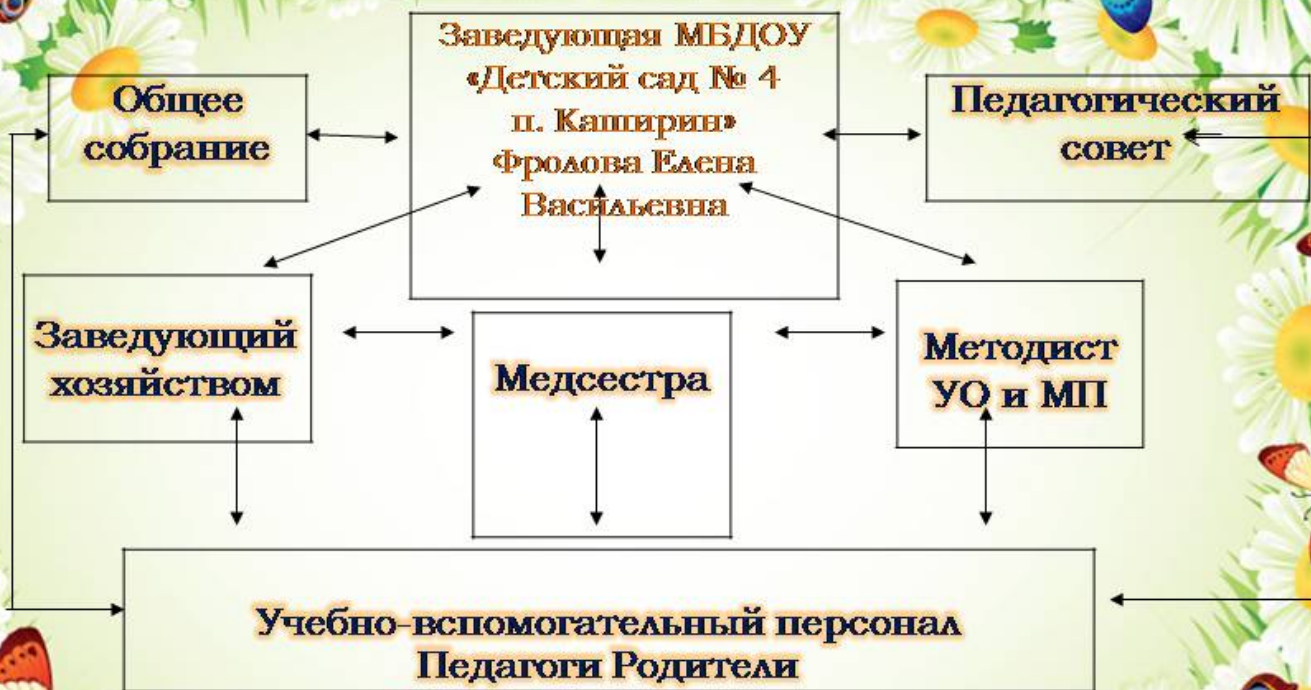 Заведующая МБДОУ
«Детский сад № 4
п. Каширин»
Фролова Елена
Васильевна
Общее
собрание
Педагогический
совет
Заведующий
хозяйством
Медсестра
Методист
УО и МП
Учебно-вспомогательный персонал
Педагоги Родители